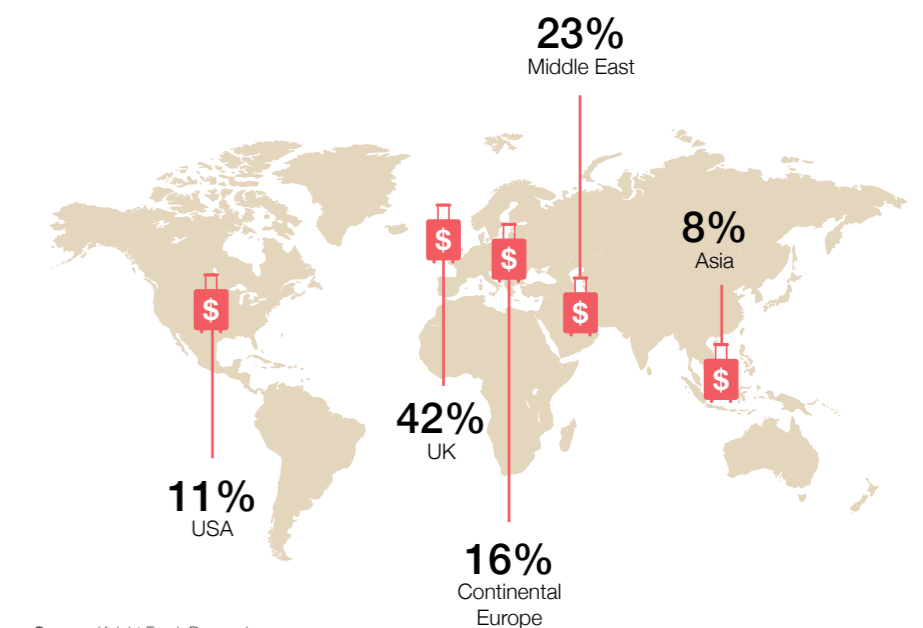 23%
Middle East
8%
Asia
$
$
$
$
$
42%
UK
11%
USA
16%
Continental
Europe